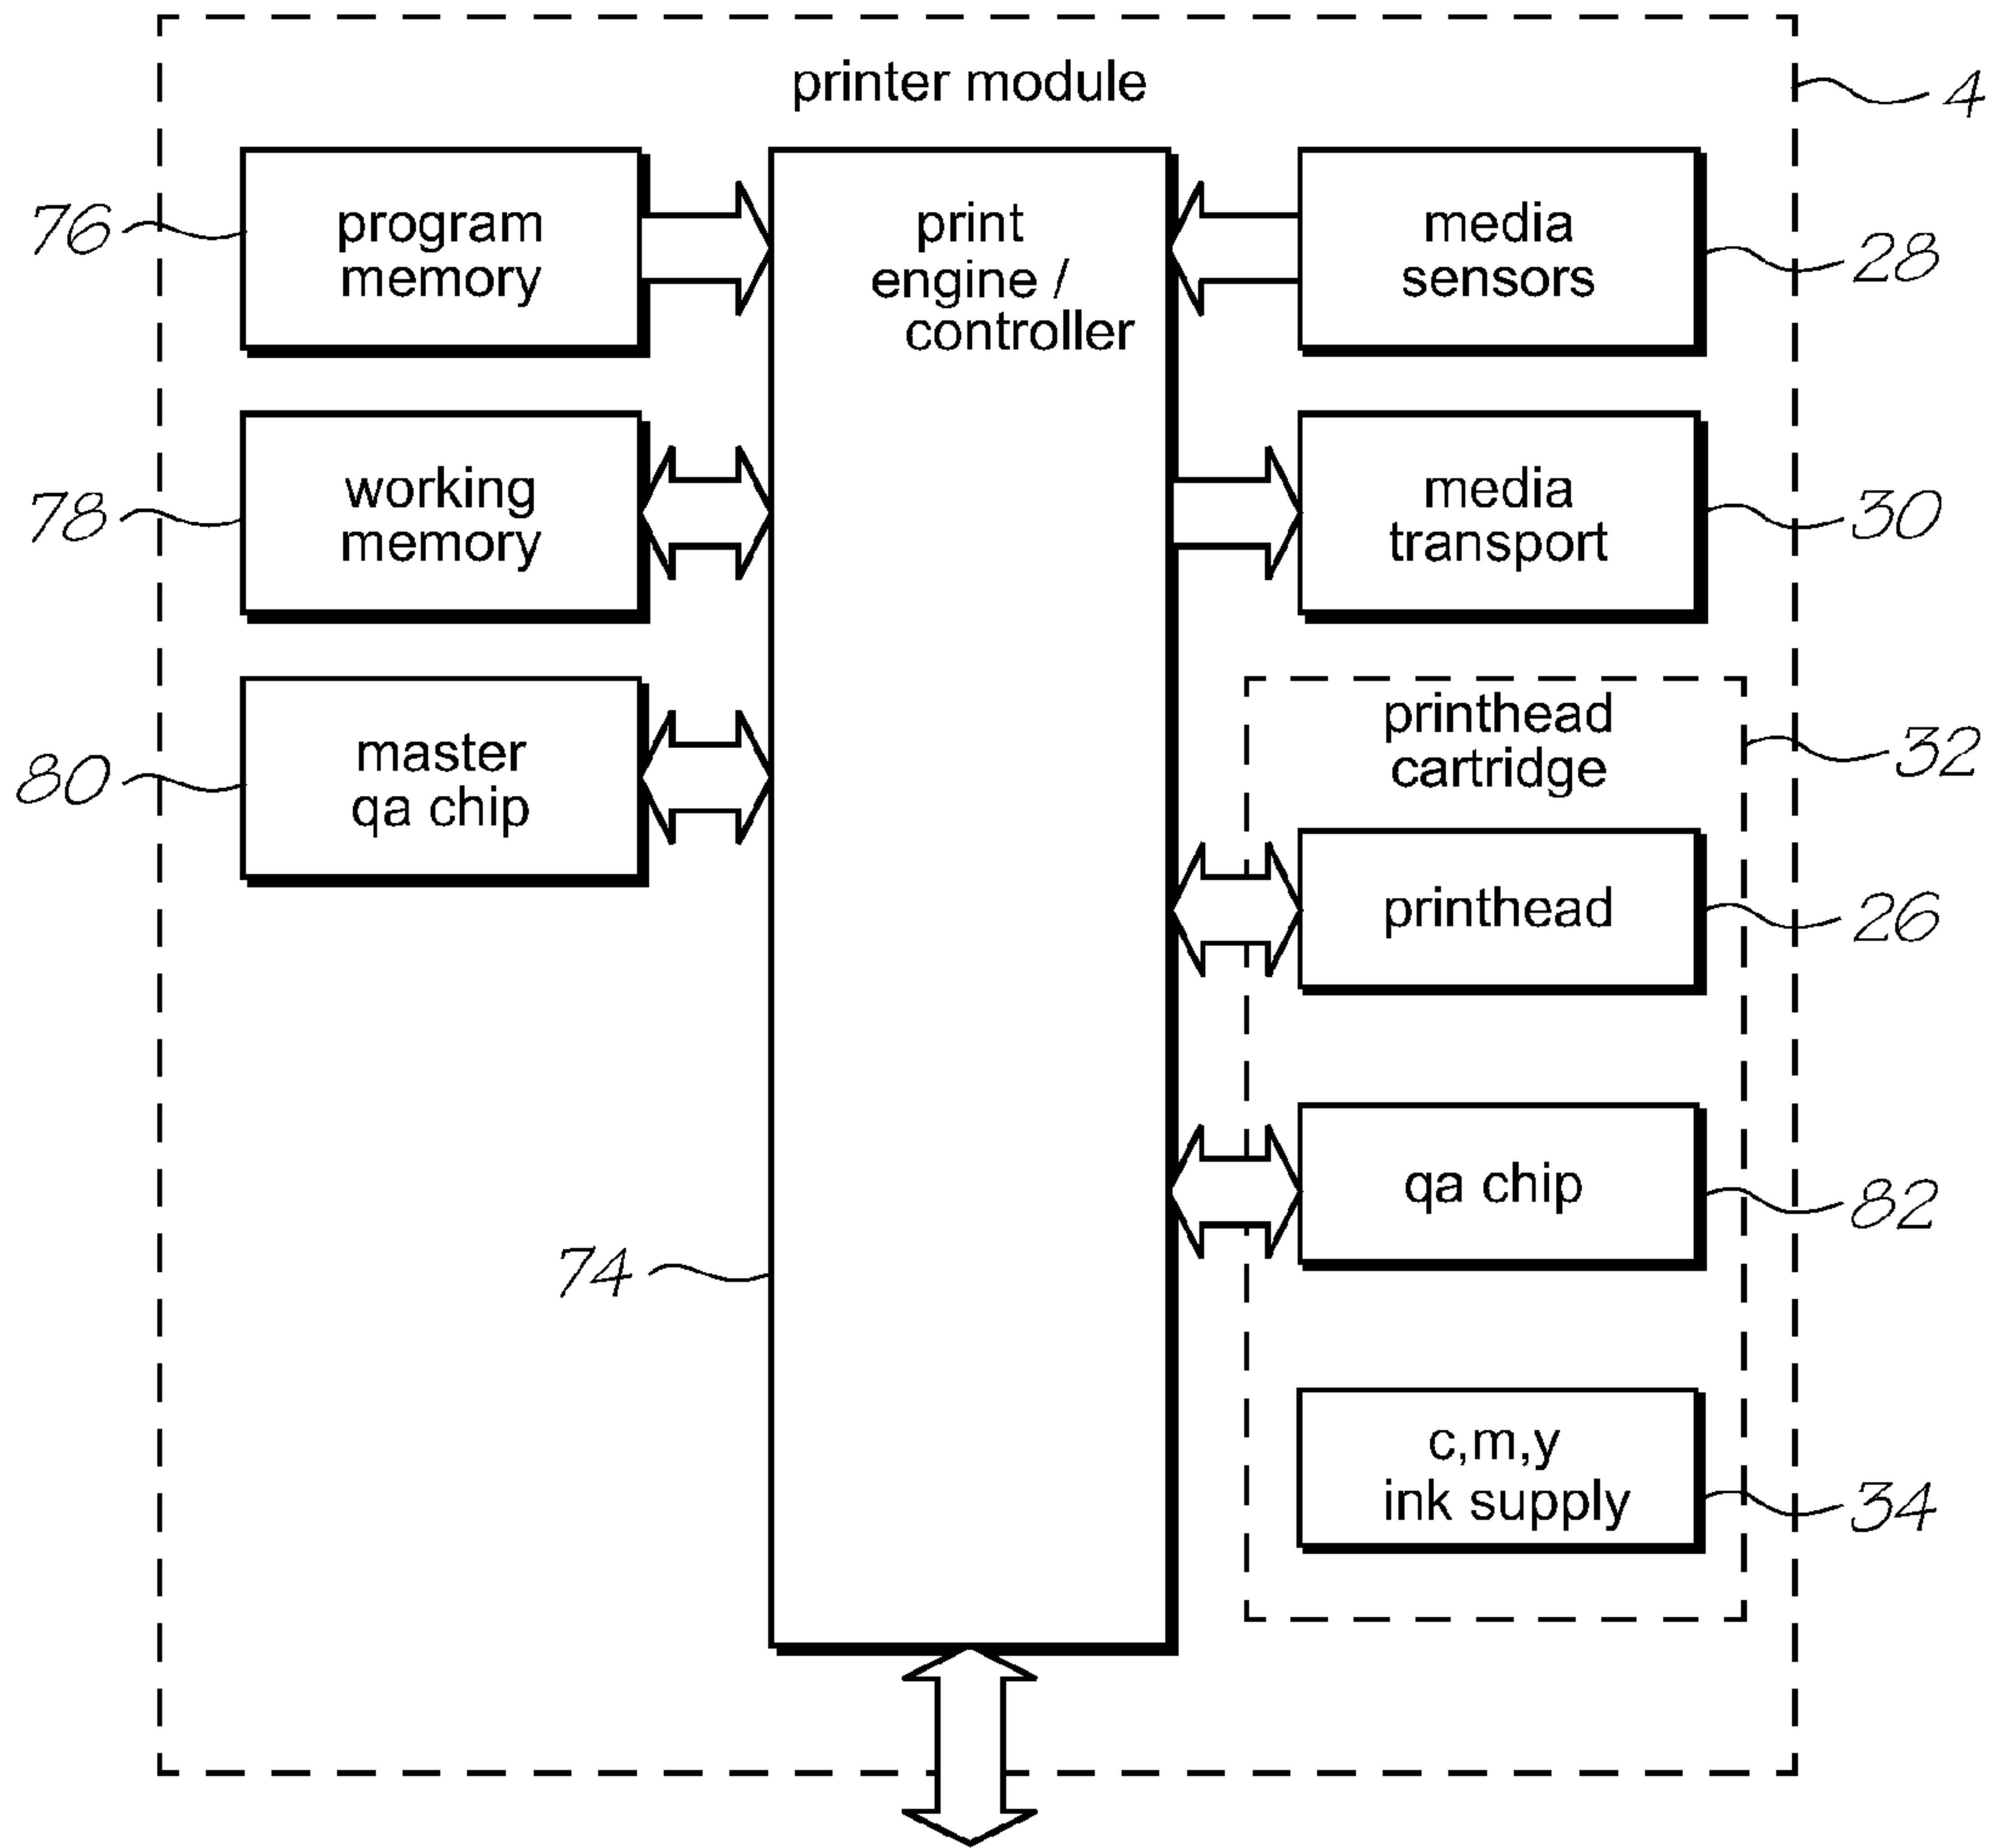 printer module
4
76
program
memory
print
engine /
controller
media
sensors
28
78
working
memory
media
transport
30
80
master
qa chip
printhead
cartridge
32
printhead
26
qa chip
82
74
c,m,y
ink supply
34